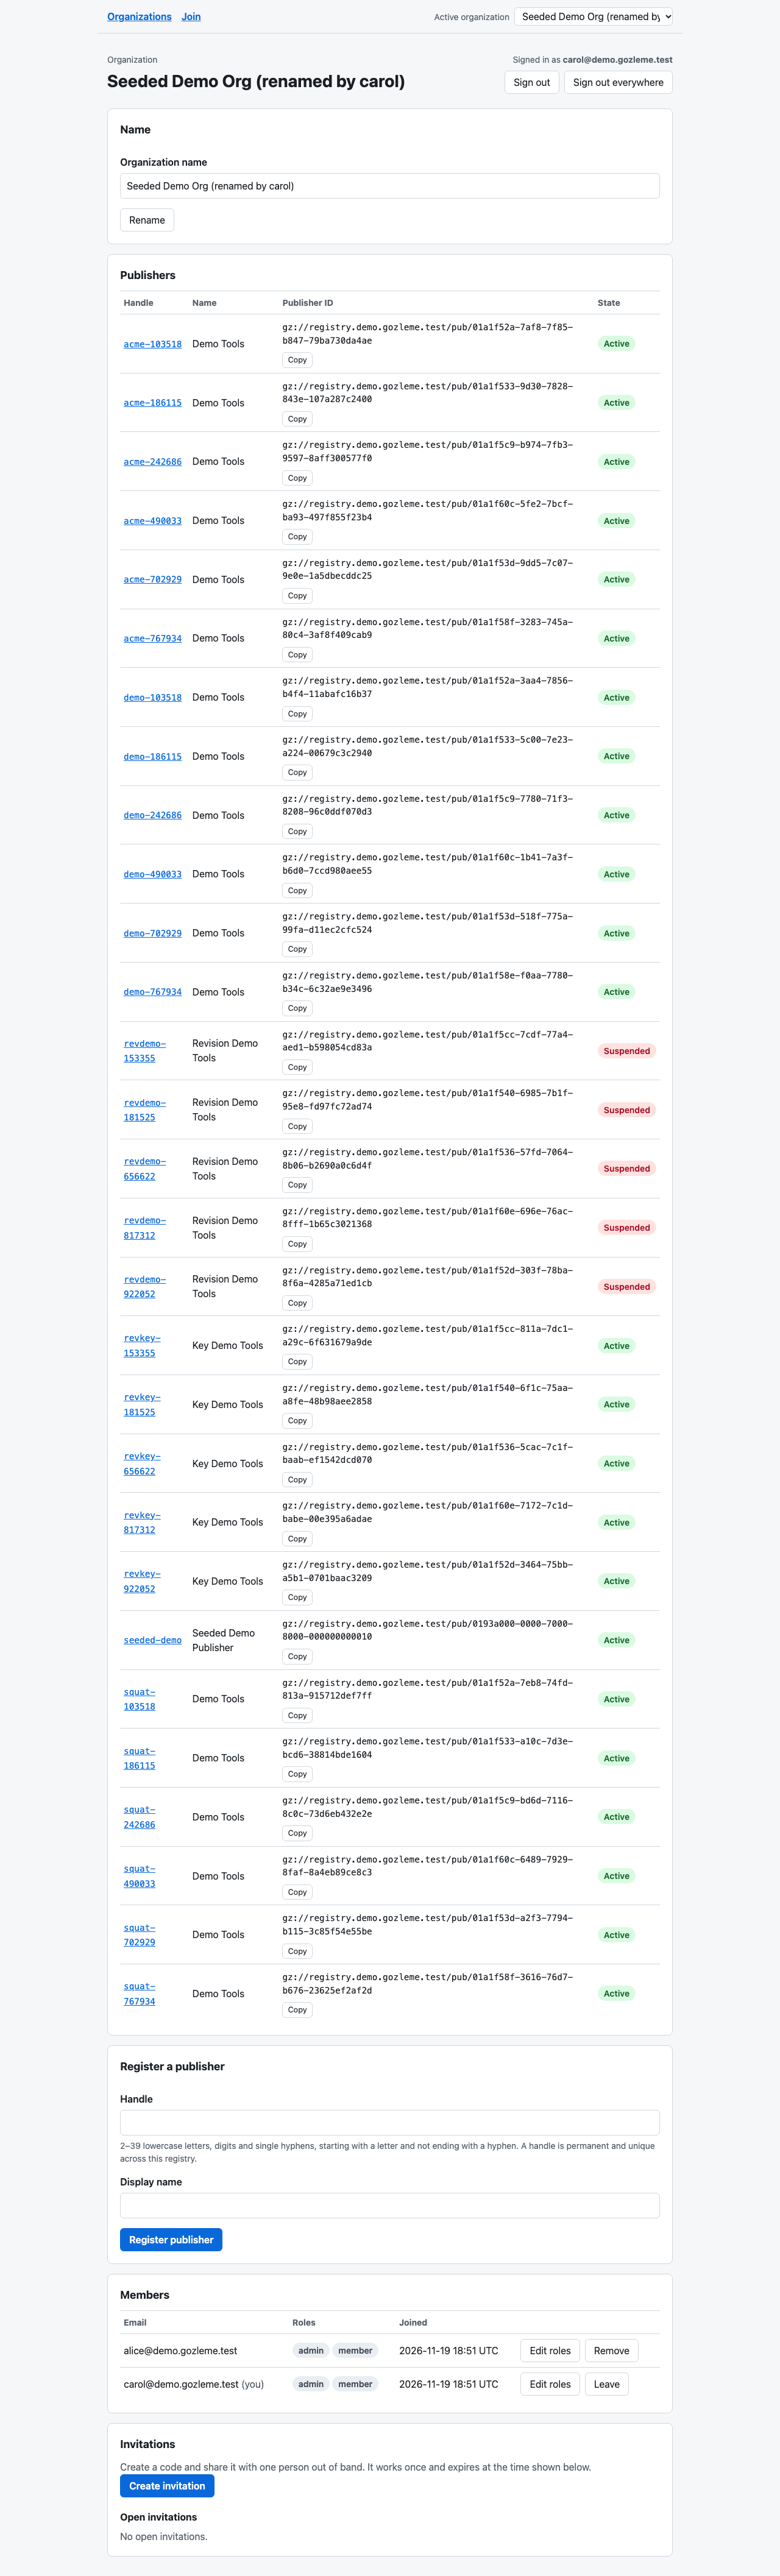 Organizations Join Active organization Seeded Demo Org (renamed by
Organization Signed in as carol@demo.gozleme.test
Seeded Demo Org (renamed by carol) Sign out Sign out everywhere
Name
Organization name
Seeded Demo Org (renamed by carol)
Rename
Publishers
Handle Name Publisher ID State
acme-103518 Demo Tools gz://registry.demo.gozleme.test/pub/01a1f52a-7af8-7f85-
b847-79ba730da4ae Active
Copy
acme-186115 Demo Tools gz://registry.demo.gozleme.test/pub/01a1f533-9d30-7828-
843e-107a287c2400 Active
Copy
acme-242686 Demo Tools gz://registry.demo.gozleme.test/pub/01a1f5c9-b974-7fb3-
9597-8aff300577f0 Active
Copy
acme-490033 Demo Tools gz://registry.demo.gozleme.test/pub/01a1f60c-5fe2-7bcf-
ba93-497f855f23b4 Active
Copy
acme-702929 Demo Tools gz://registry.demo.gozleme.test/pub/01a1f53d-9dd5-7c07-
9e0e-1a5dbecddc25 Active
Copy
acme-767934 Demo Tools gz://registry.demo.gozleme.test/pub/01a1f58f-3283-745a-
80c4-3af8f409cab9 Active
Copy
demo-103518 Demo Tools gz://registry.demo.gozleme.test/pub/01a1f52a-3aa4-7856-
b4f4-11abafc16b37 Active
Copy
demo-186115 Demo Tools gz://registry.demo.gozleme.test/pub/01a1f533-5c00-7e23-
a224-00679c3c2940 Active
Copy
demo-242686 Demo Tools gz://registry.demo.gozleme.test/pub/01a1f5c9-7780-71f3-
8208-96c0ddf070d3 Active
Copy
demo-490033 Demo Tools gz://registry.demo.gozleme.test/pub/01a1f60c-1b41-7a3f-
b6d0-7ccd980aee55 Active
Copy
demo-702929 Demo Tools gz://registry.demo.gozleme.test/pub/01a1f53d-518f-775a-
99fa-d11ec2cfc524 Active
Copy
demo-767934 Demo Tools gz://registry.demo.gozleme.test/pub/01a1f58e-f0aa-7780-
b34c-6c32ae9e3496 Active
Copy
revdemo- Revision Demo gz://registry.demo.gozleme.test/pub/01a1f5cc-7cdf-77a4-
153355 Tools aed1-b598054cd83a Suspended
Copy
revdemo- Revision Demo gz://registry.demo.gozleme.test/pub/01a1f540-6985-7b1f-
181525 Tools 95e8-fd97fc72ad74 Suspended
Copy
revdemo- Revision Demo gz://registry.demo.gozleme.test/pub/01a1f536-57fd-7064-
656622 Tools 8b06-b2690a0c6d4f Suspended
Copy
revdemo- Revision Demo gz://registry.demo.gozleme.test/pub/01a1f60e-696e-76ac-
817312 Tools 8fff-1b65c3021368 Suspended
Copy
revdemo- Revision Demo gz://registry.demo.gozleme.test/pub/01a1f52d-303f-78ba-
922052 Tools 8f6a-4285a71ed1cb Suspended
Copy
revkey- Key Demo Tools gz://registry.demo.gozleme.test/pub/01a1f5cc-811a-7dc1-
153355 a29c-6f631679a9de Active
Copy
revkey- Key Demo Tools gz://registry.demo.gozleme.test/pub/01a1f540-6f1c-75aa-
181525 a8fe-48b98aee2858 Active
Copy
revkey- Key Demo Tools gz://registry.demo.gozleme.test/pub/01a1f536-5cac-7c1f-
656622 baab-ef1542dcd070 Active
Copy
revkey- Key Demo Tools gz://registry.demo.gozleme.test/pub/01a1f60e-7172-7c1d-
817312 babe-00e395a6adae Active
Copy
revkey- Key Demo Tools gz://registry.demo.gozleme.test/pub/01a1f52d-3464-75bb-
922052 a5b1-0701baac3209 Active
Copy
seeded-demo Seeded Demo gz://registry.demo.gozleme.test/pub/0193a000-0000-7000-
Publisher 8000-000000000010 Active
Copy
squat- Demo Tools gz://registry.demo.gozleme.test/pub/01a1f52a-7eb8-74fd-
103518 813a-915712def7ff Active
Copy
squat- Demo Tools gz://registry.demo.gozleme.test/pub/01a1f533-a10c-7d3e-
186115 bcd6-38814bde1604 Active
Copy
squat- Demo Tools gz://registry.demo.gozleme.test/pub/01a1f5c9-bd6d-7116-
242686 8c0c-73d6eb432e2e Active
Copy
squat- Demo Tools gz://registry.demo.gozleme.test/pub/01a1f60c-6489-7929-
490033 8faf-8a4eb89ce8c3 Active
Copy
squat- Demo Tools gz://registry.demo.gozleme.test/pub/01a1f53d-a2f3-7794-
702929 b115-3c85f54e55be Active
Copy
squat- Demo Tools gz://registry.demo.gozleme.test/pub/01a1f58f-3616-76d7-
767934 b676-23625ef2af2d Active
Copy
Register a publisher
Handle
2–39 lowercase letters, digits and single hyphens, starting with a letter and not ending with a hyphen. A handle is permanent and unique
across this registry.
Display name
Register publisher
Members
Email Roles Joined
alice@demo.gozleme.test admin member 2026-11-19 18:51 UTC Edit roles Remove
carol@demo.gozleme.test (you) admin member 2026-11-19 18:51 UTC Edit roles Leave
Invitations
Create a code and share it with one person out of band. It works once and expires at the time shown below.
Create invitation
Open invitations
No open invitations.